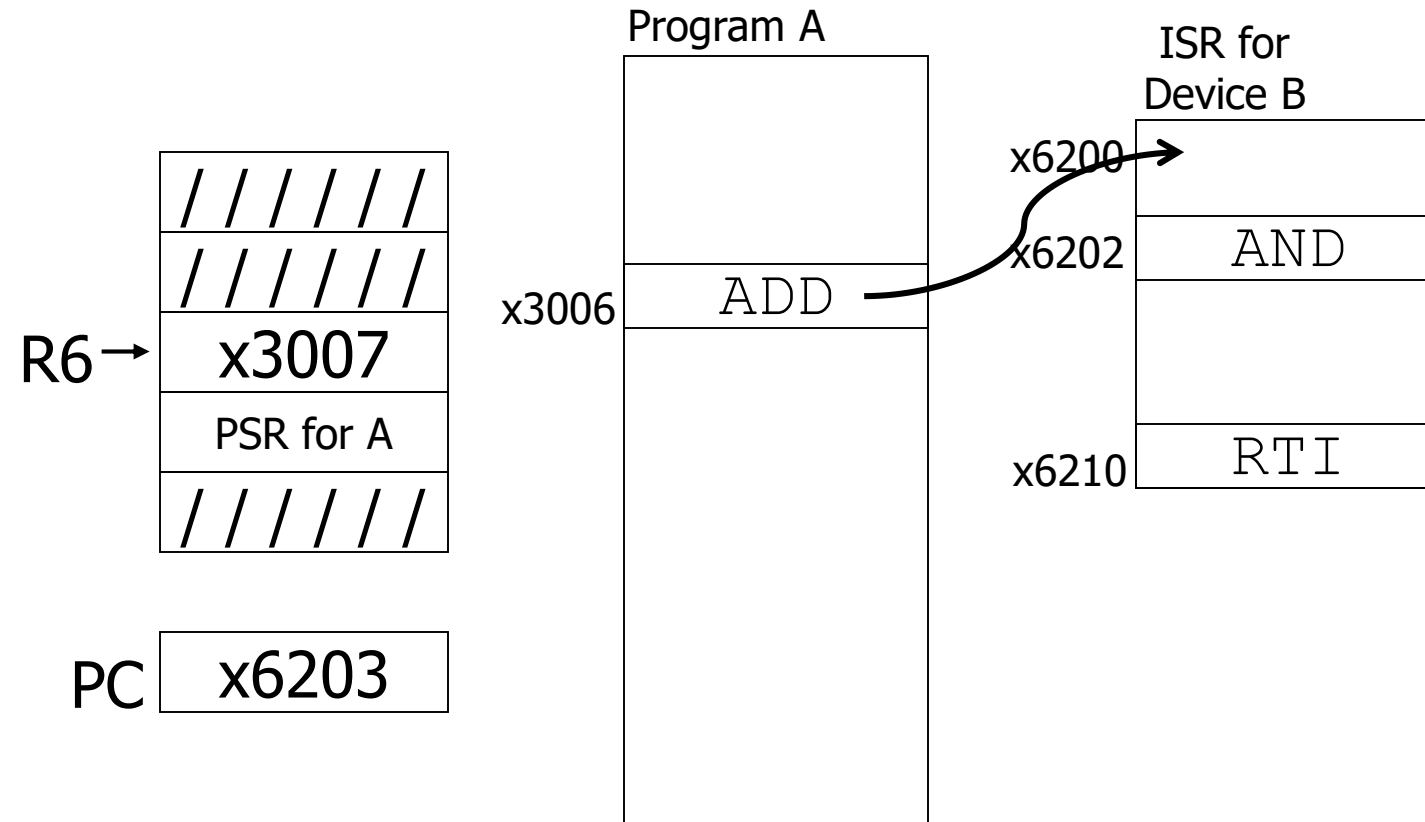 Program A
ISR for
Device B
//////
//////
R6
x3007
PSR for A
//////
PC
x6203
x3006
ADD
x6200
x6202
AND
x6210
RTI